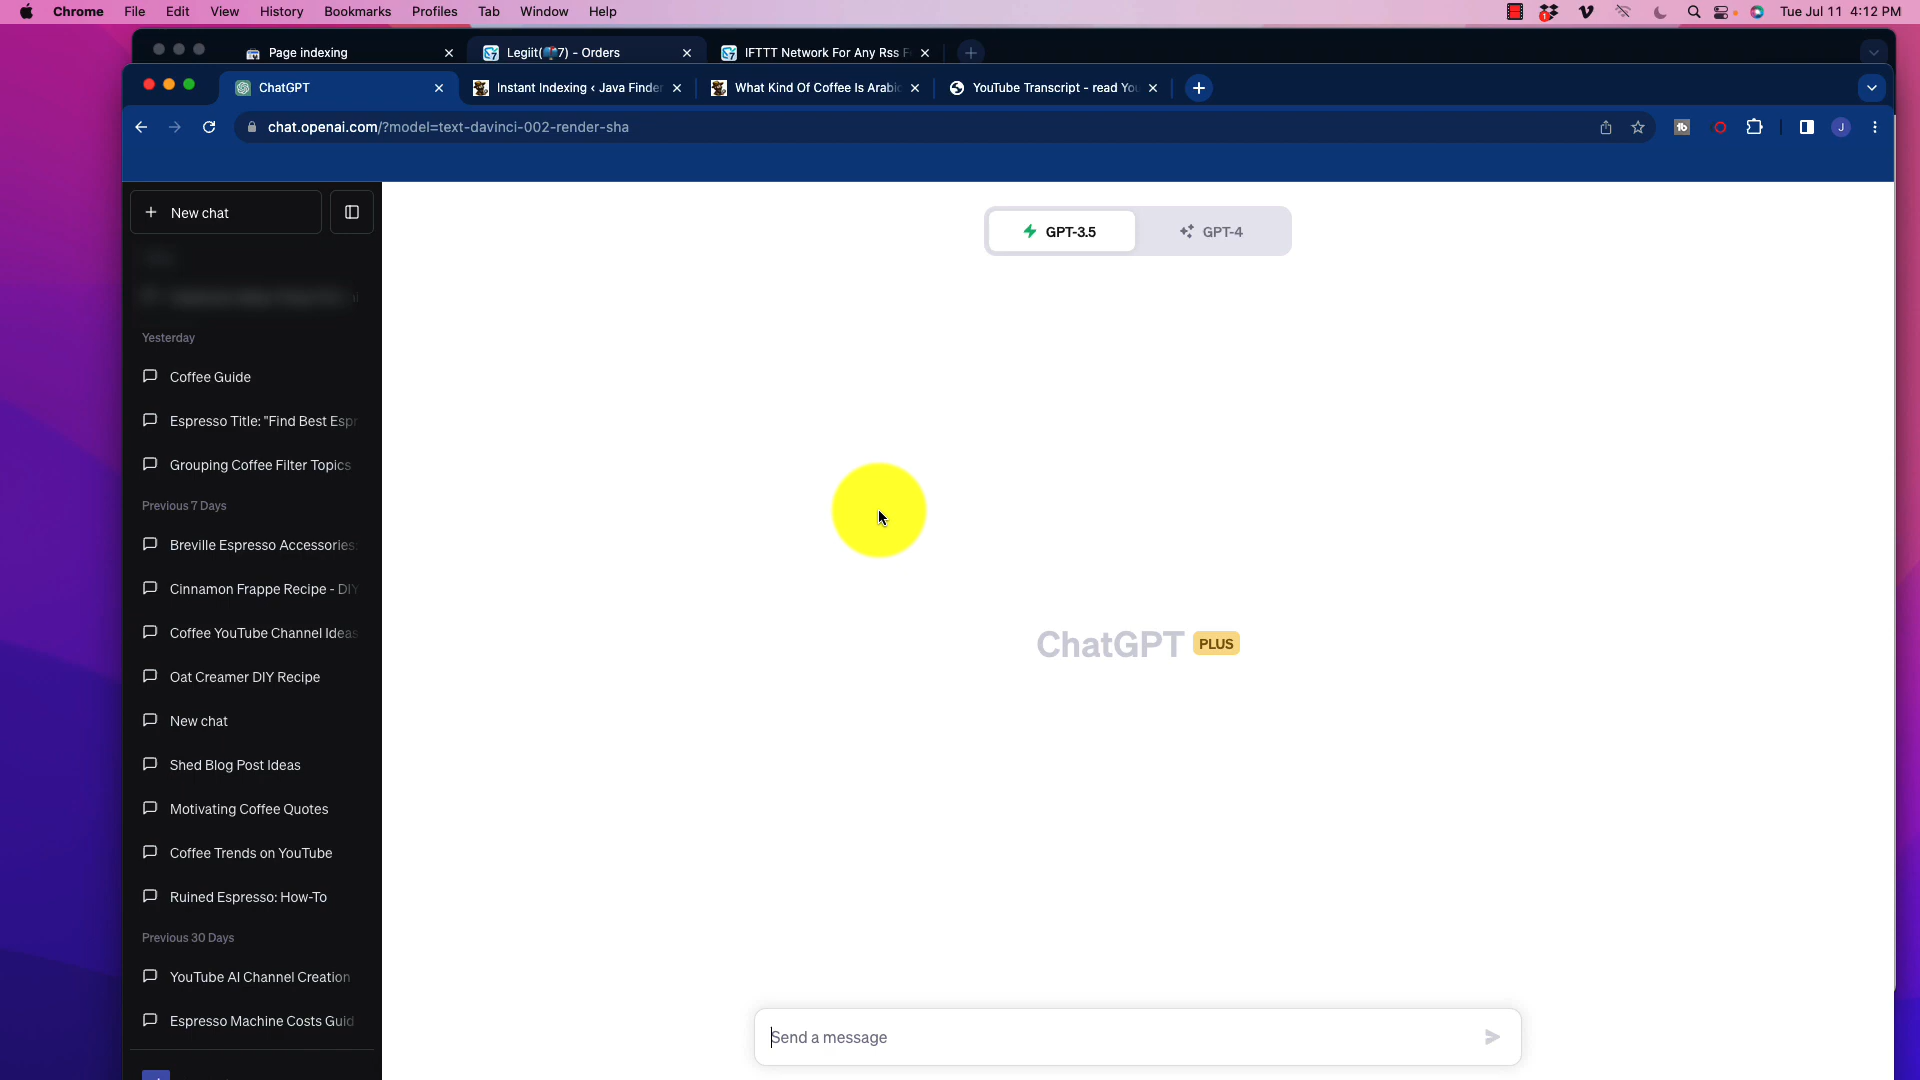 Chrome File Edit View History Bookmarks Profiles Tab Window Help
1
Tue Jul 11 4:12 PM
Page indexing
Legiit(7) - Orders
IFTTT Network For Any Rss F
ChatGPT
Instant Indexing ‹ Java Finder
What Kind Of Coffee Is Arabic
YouTube Transcript - read You
chat.openai.com/?model=text-davinci-002-render-sha
tb
J
New chat
GPT-3.5
GPT-4
Yesterday
Coffee Guide
Espresso Title: "Find Best Espr
Grouping Coffee Filter Topics
Previous 7 Days
Breville Espresso Accessories:
Cinnamon Frappe Recipe - DIY
Coffee YouTube Channel Ideas
Oat Creamer DIY Recipe
New chat
Shed Blog Post Ideas
Motivating Coffee Quotes
Coffee Trends on YouTube
Ruined Espresso: How-To
Previous 30 Days
YouTube AI Channel Creation
Espresso Machine Costs Guid
ChatGPT PLUS
Send a message